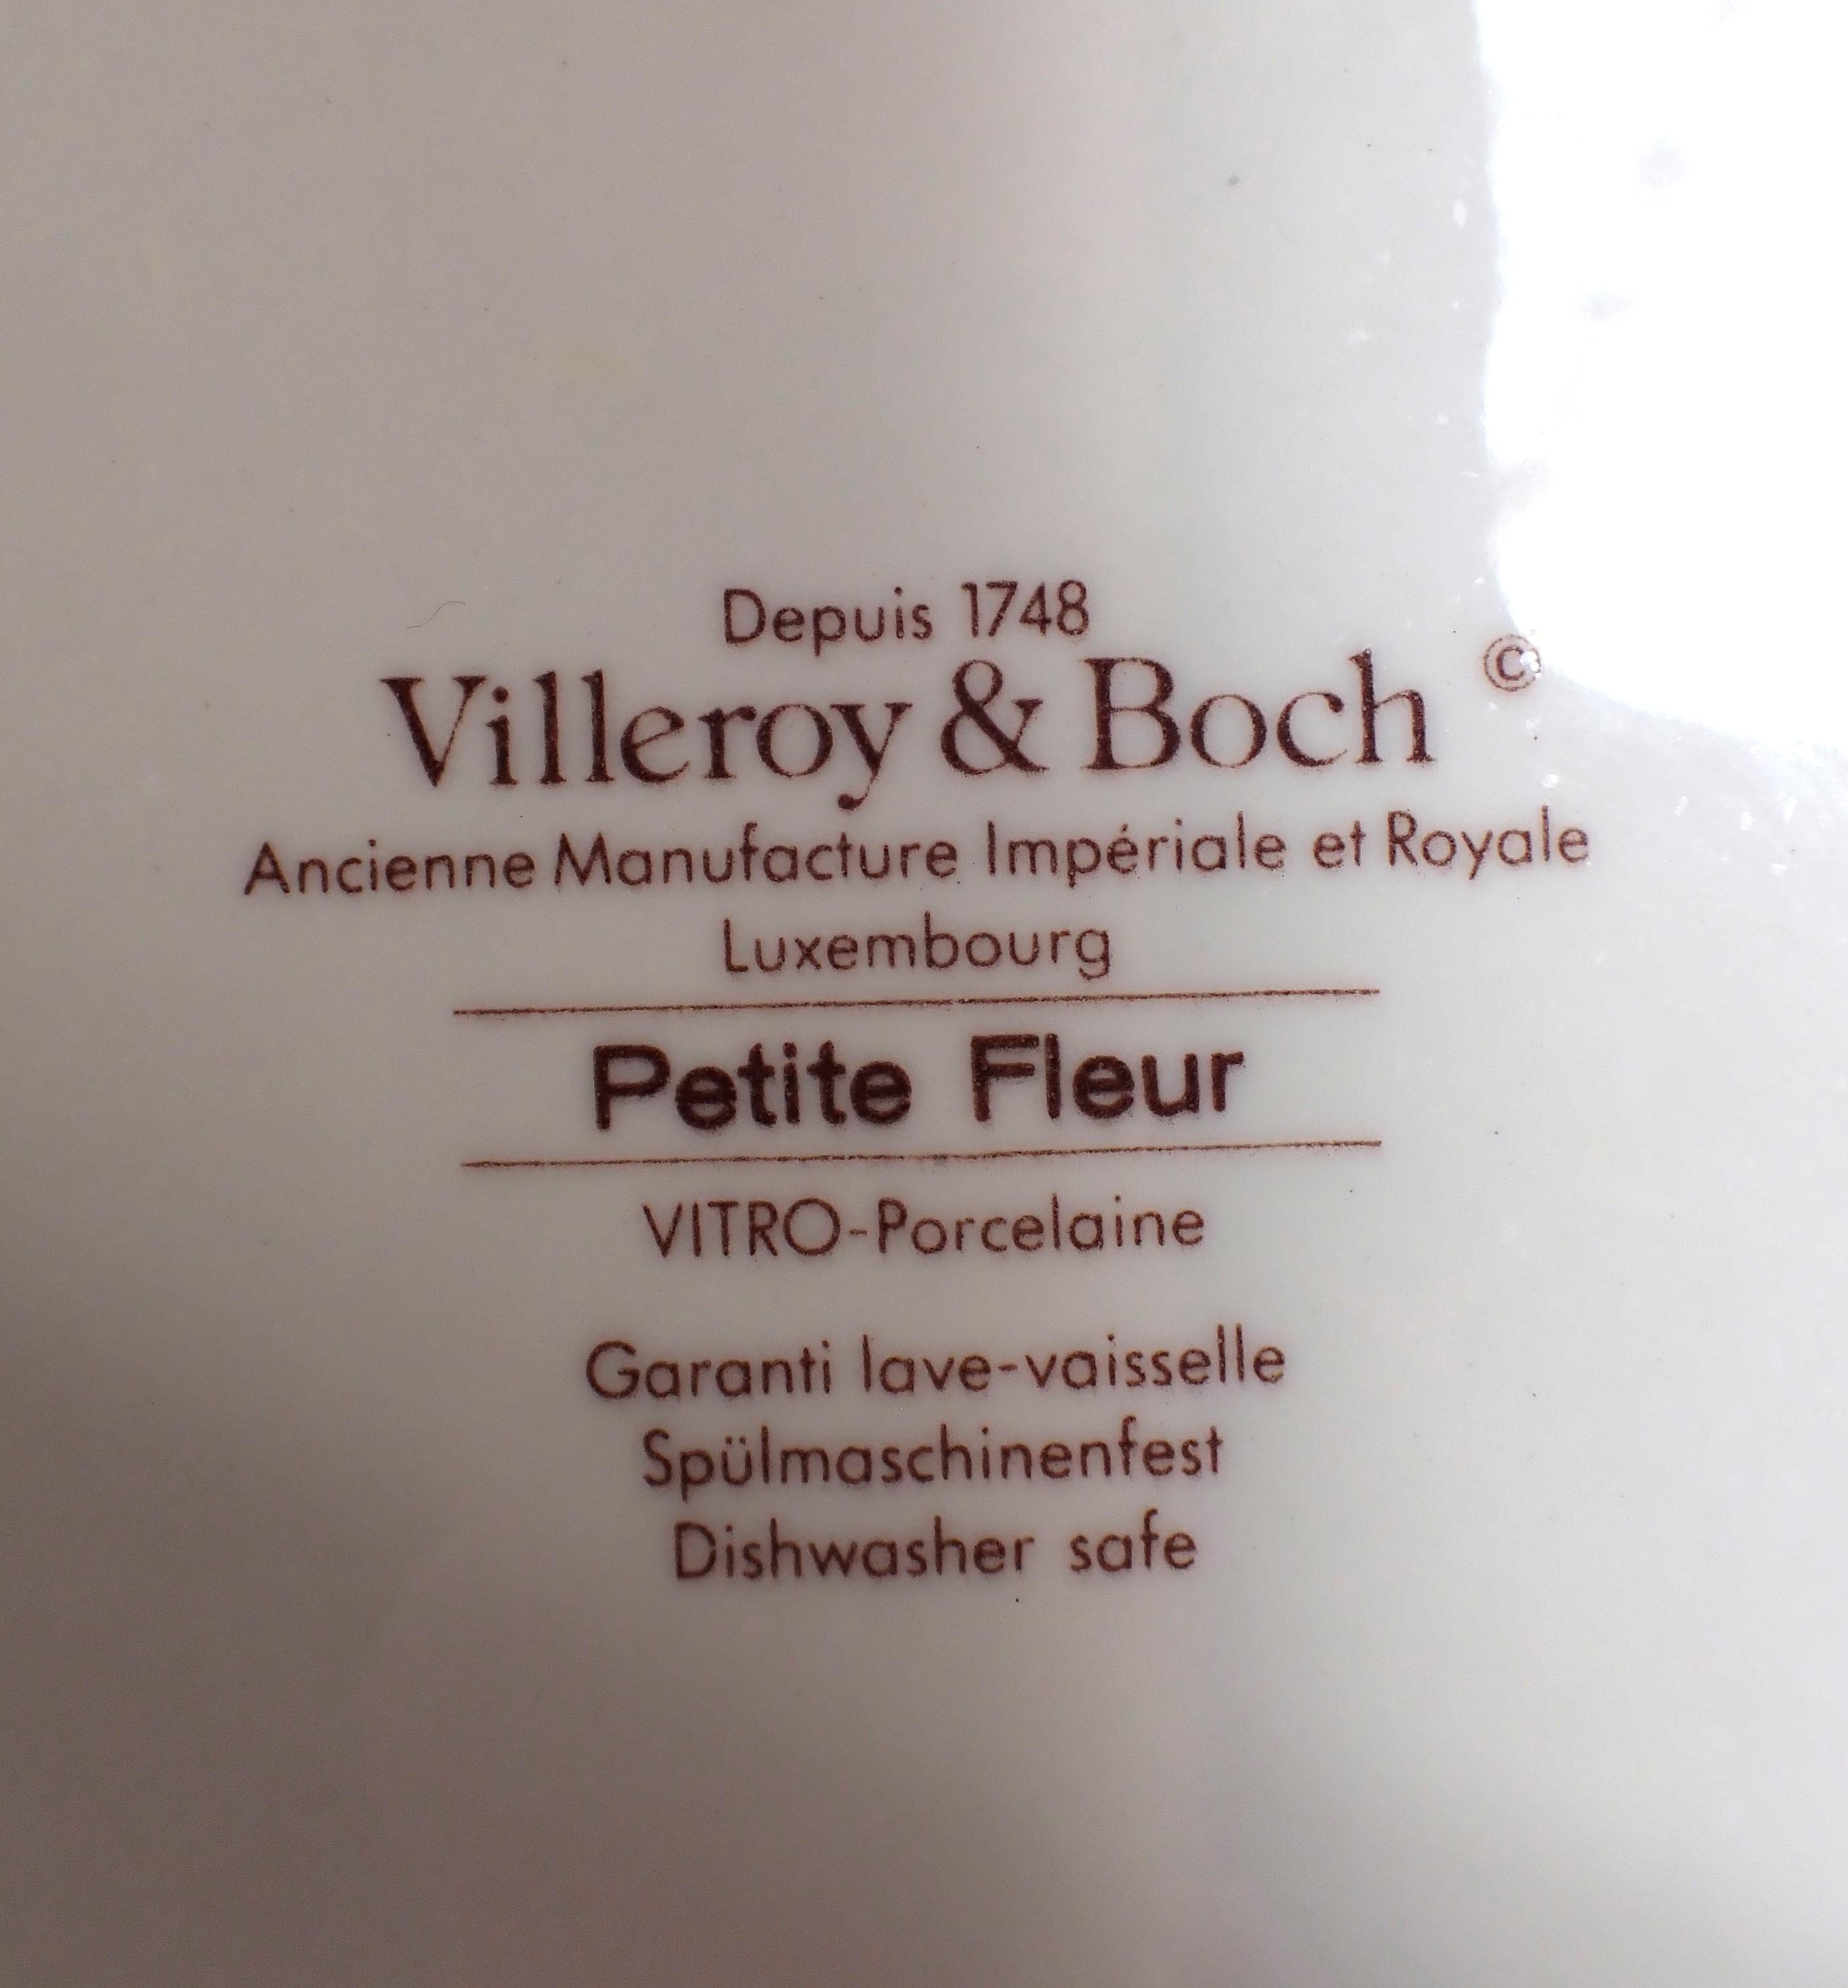 Depuis 1748
Villeroy & Boch ©
Ancienne Manufacture Impériale et Royale
Luxembourg
Petite Fleur
VITRO-Porcelaine
Garanti lave-vaisselle
Spülmaschinenfest
Dishwasher safe